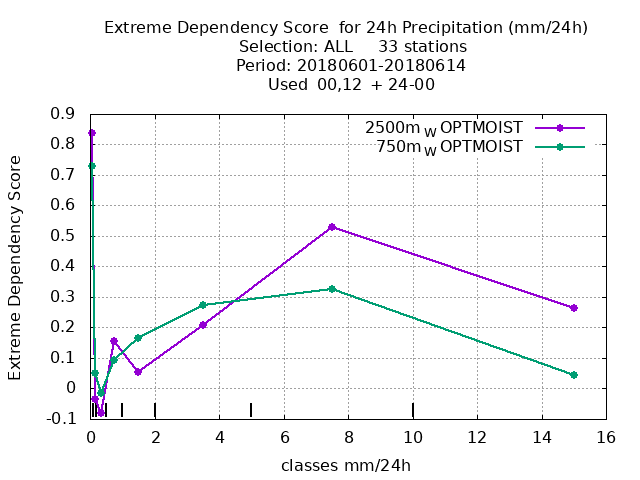 Extreme Dependency Score  for 24h Precipitation (mm/24h)
Selection: ALL     33 stations
Period: 20180601-20180614
Used  00,12  + 24-00
2500m_W OPTMOIST
750m_W OPTMOIST
Extreme Dependency Score
0.9
0.8
0.7
0.6
0.5
0.4
0.3
0.2
0.1
0
-0.1
0 2 4 6 8 10 12 14 16
classes mm/24h